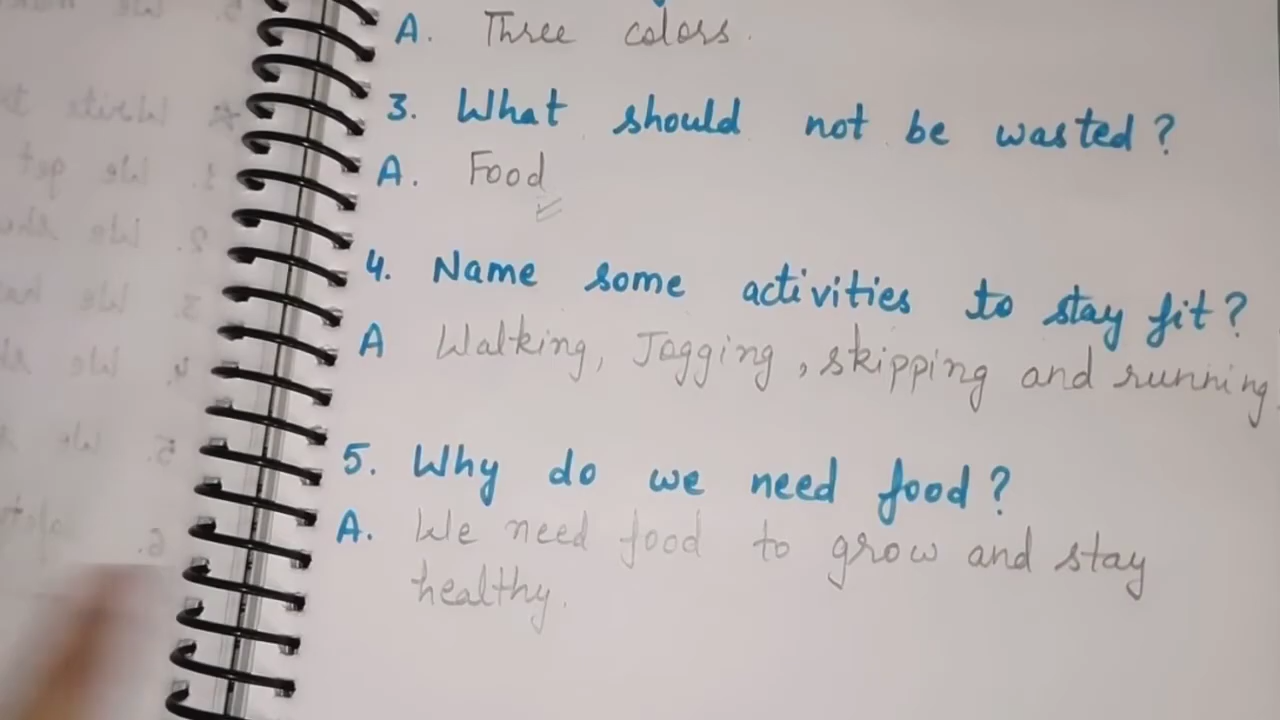 A. Three colors.
3. What should not be wasted?
A. Food
4. Name some activities to stay fit?
A Walking, Jogging, skipping and running.
5. Why do we need food?
A. We need food to grow and stay
healthy.